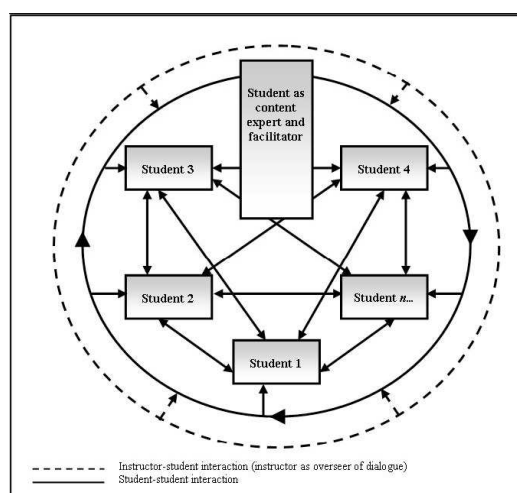 Student as
content
expert and
facilitator
Student 3
Student 4
Student 2
Student n...
Student 1
Instructor-student interaction (instructor as overseer of dialogue)
Student-student interaction